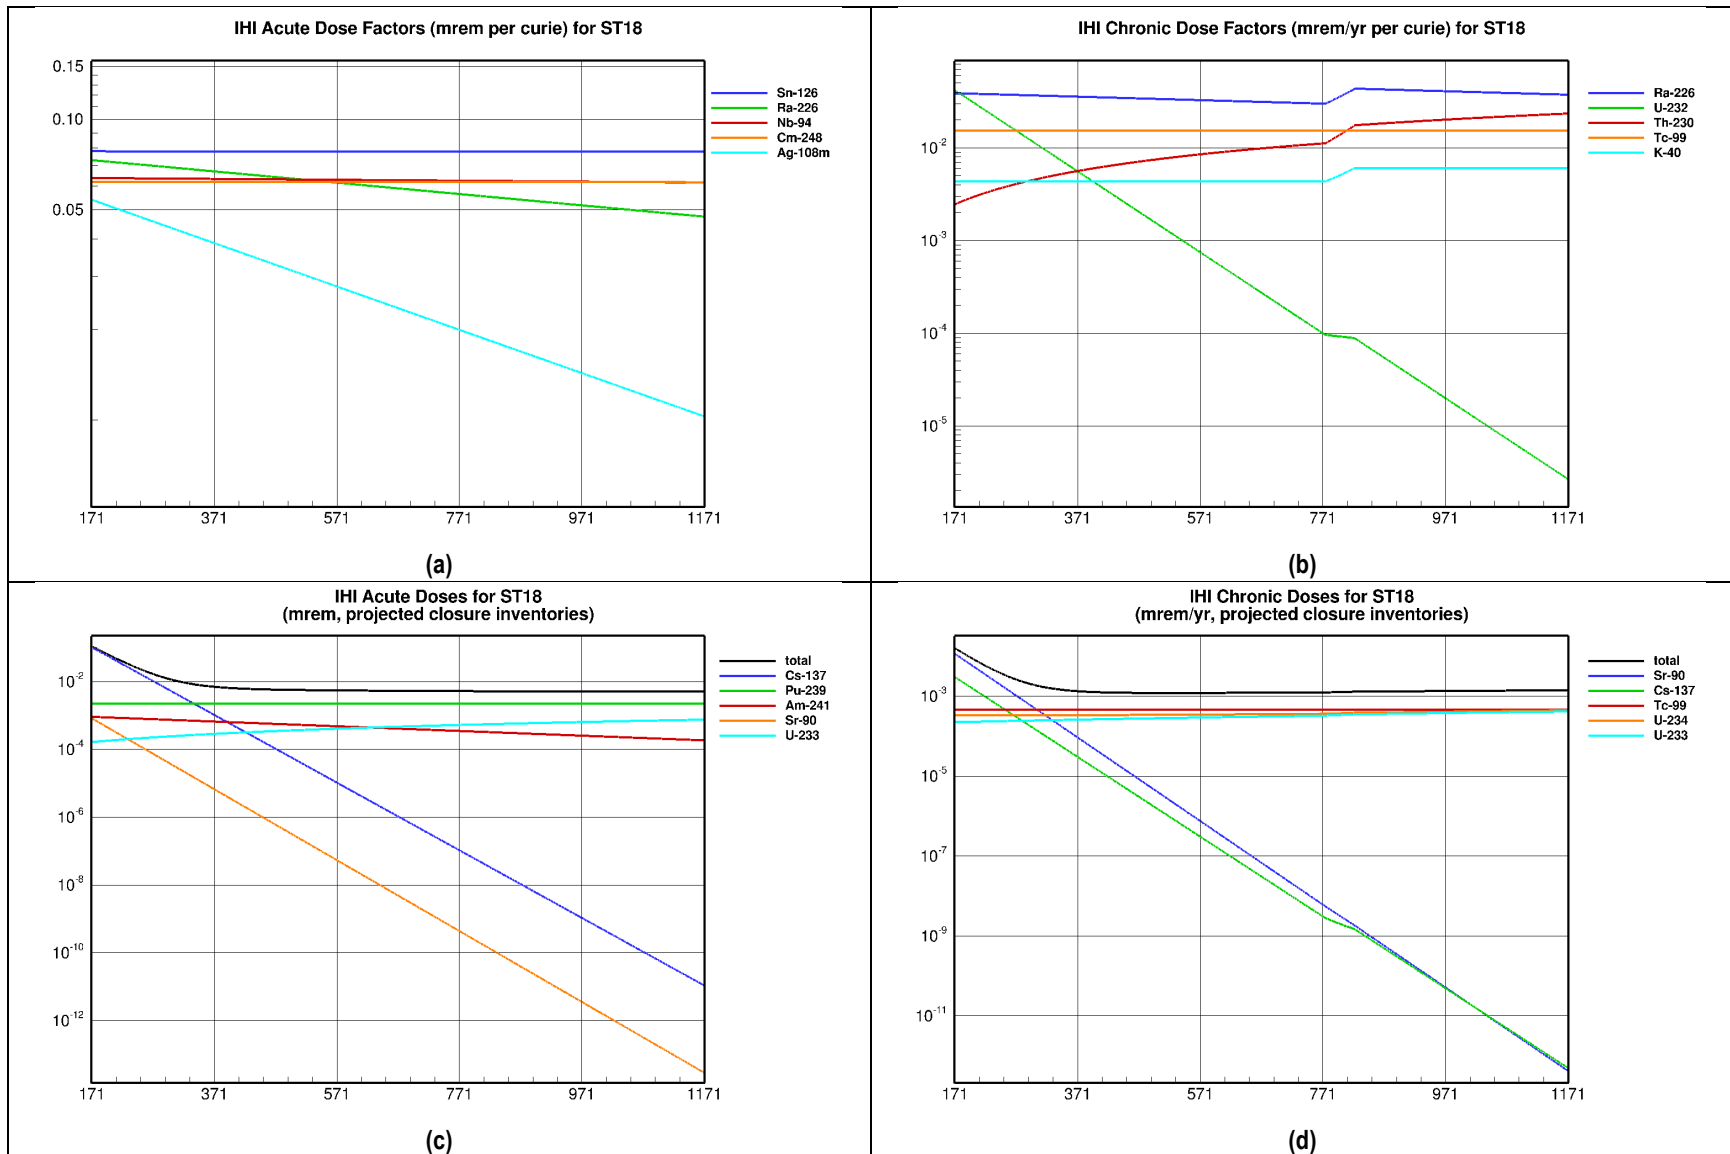 IHI Acute Dose Factors (mrem per curie) for ST18
0.15
0.10
0.05
171 371 571 771 971 1171
Sn-126
Ra-226
Nb-94
Cm-248
Ag-108m
(a)
IHI Chronic Dose Factors (mrem/yr per curie) for ST18
10-2
10-3
10-4
10-5
171 371 571 771 971 1171
Ra-226
U-232
Th-230
Tc-99
K-40
(b)
IHI Acute Doses for ST18
(mrem, projected closure inventories)
10-2
10-4
10-6
10-8
10-10
10-12
171 371 571 771 971 1171
total
Cs-137
Pu-239
Am-241
Sr-90
U-233
(c)
IHI Chronic Doses for ST18
(mrem/yr, projected closure inventories)
10-3
10-5
10-7
10-9
10-11
171 371 571 771 971 1171
total
Sr-90
Cs-137
Tc-99
U-234
U-233
(d)